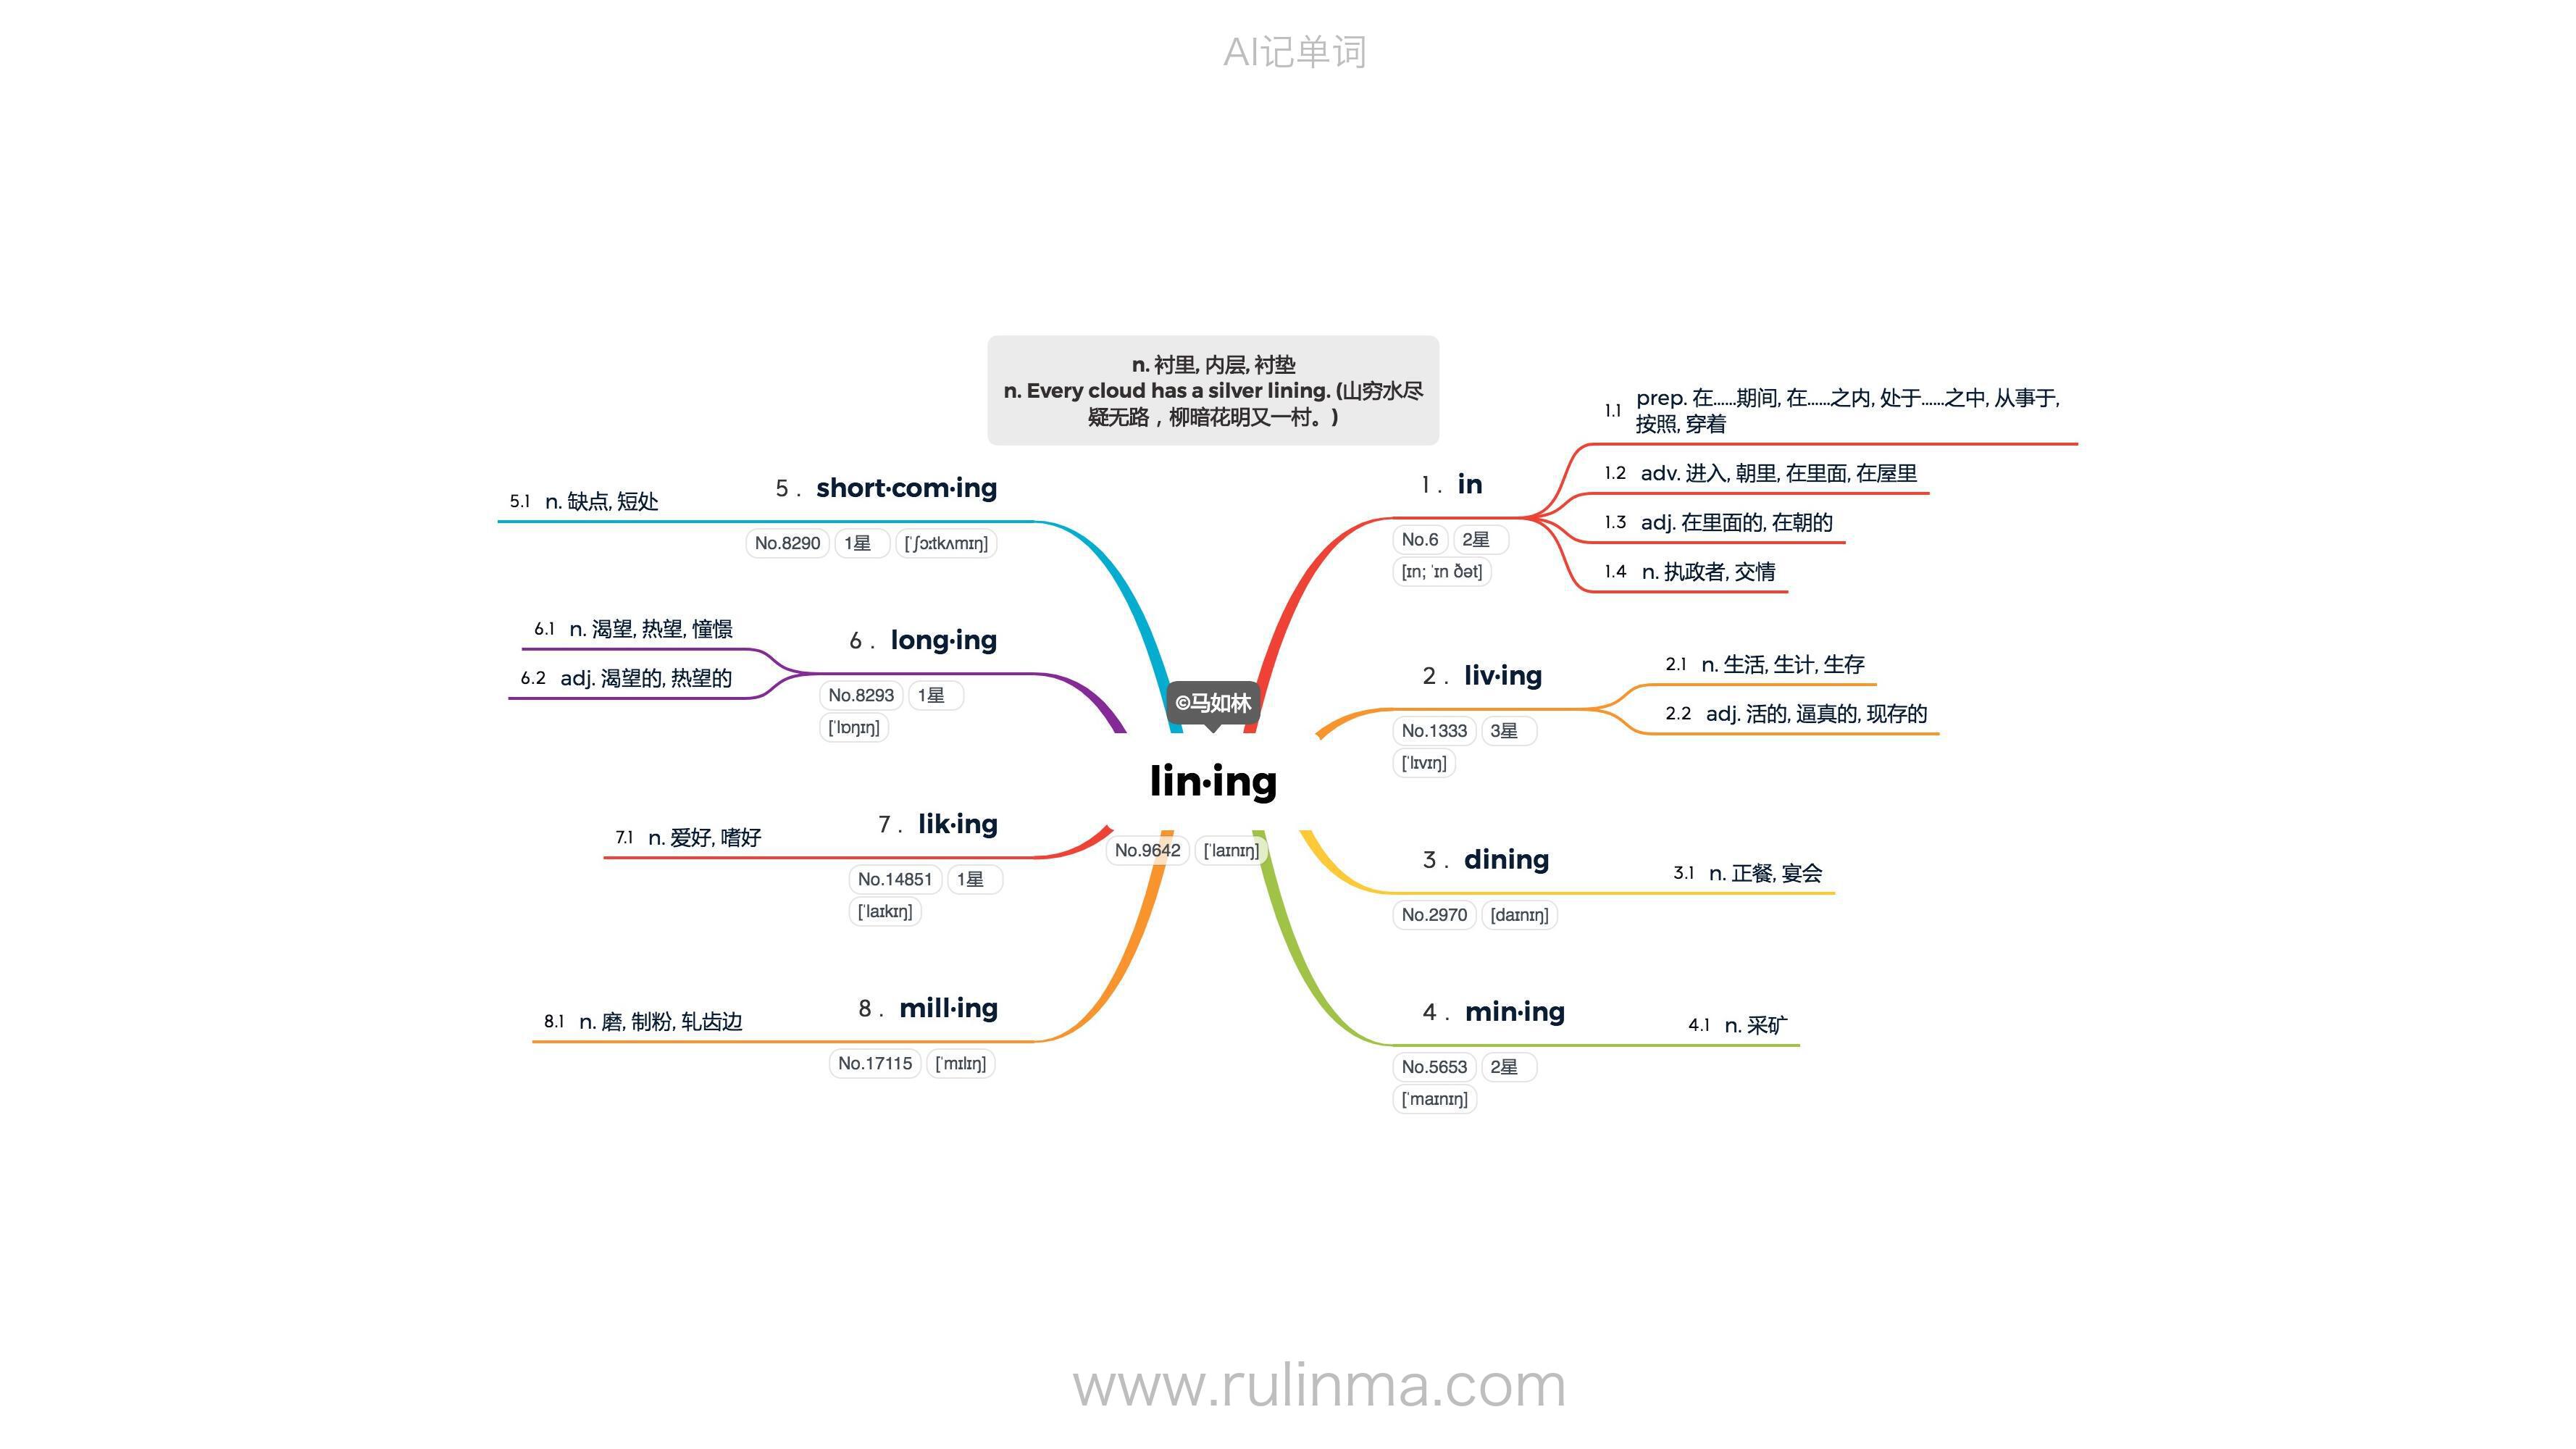 AI记单词
n. 衬里, 内层, 衬垫
n. Every cloud has a silver lining. (山穷水尽
疑无路，柳暗花明又一村。)
©马如林
lin·ing
No.9642 [ˈlaɪnɪŋ]
1 . in
No.6 2星
[ɪn; ˈɪn ðət]
1.1 prep. 在......期间, 在......之内, 处于......之中, 从事于,
按照, 穿着
1.2 adv. 进入, 朝里, 在里面, 在屋里
1.3 adj. 在里面的, 在朝的
1.4 n. 执政者, 交情
2 . liv·ing
No.1333 3星
[ˈlɪvɪŋ]
2.1 n. 生活, 生计, 生存
2.2 adj. 活的, 逼真的, 现存的
3 . dining
No.2970 [daɪnɪŋ]
3.1 n. 正餐, 宴会
4 . min·ing
No.5653 2星
[ˈmaɪnɪŋ]
4.1 n. 采矿
5 . short·com·ing
No.8290 1星 [ˈʃɔːtkʌmɪŋ]
5.1 n. 缺点, 短处
6 . long·ing
No.8293 1星
[ˈlɒŋɪŋ]
6.1 n. 渴望, 热望, 憧憬
6.2 adj. 渴望的, 热望的
7 . lik·ing
No.14851 1星
[ˈlaɪkɪŋ]
7.1 n. 爱好, 嗜好
8 . mill·ing
No.17115 [ˈmɪlɪŋ]
8.1 n. 磨, 制粉, 轧齿边
www.rulinma.com